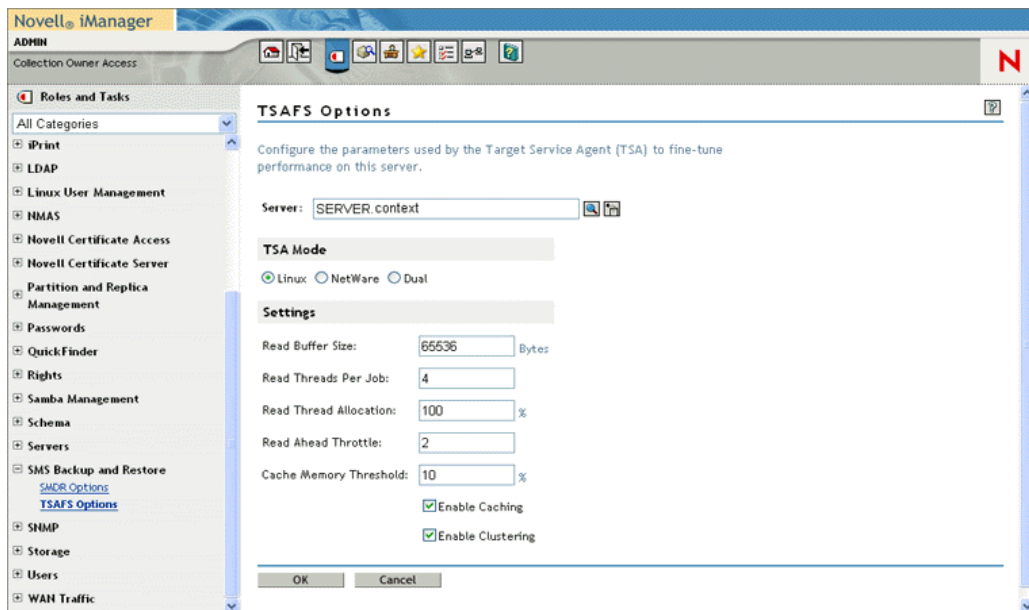 Novell® iManager
ADMIN
Collection Owner Access
N
Roles and Tasks
All Categories
iPrint
LDAP
Linux User Management
NMAS
Novell Certificate Access
Novell Certificate Server
Partition and Replica
Management
Passwords
QuickFinder
Rights
Samba Management
Schema
Servers
SMS Backup and Restore
SMDR Options
TSAFS Options
SNMP
Storage
Users
WAN Traffic
TSAFS Options
?
Configure the parameters used by the Target Service Agent (TSA) to fine-tune
performance on this server.
Server: SERVER.context
TSA Mode
Linux NetWare Dual
Settings
Read Buffer Size: 65536 Bytes
Read Threads Per Job: 4
Read Thread Allocation: 100 %
Read Ahead Throttle: 2
Cache Memory Threshold: 10 %
Enable Caching
Enable Clustering
OK Cancel